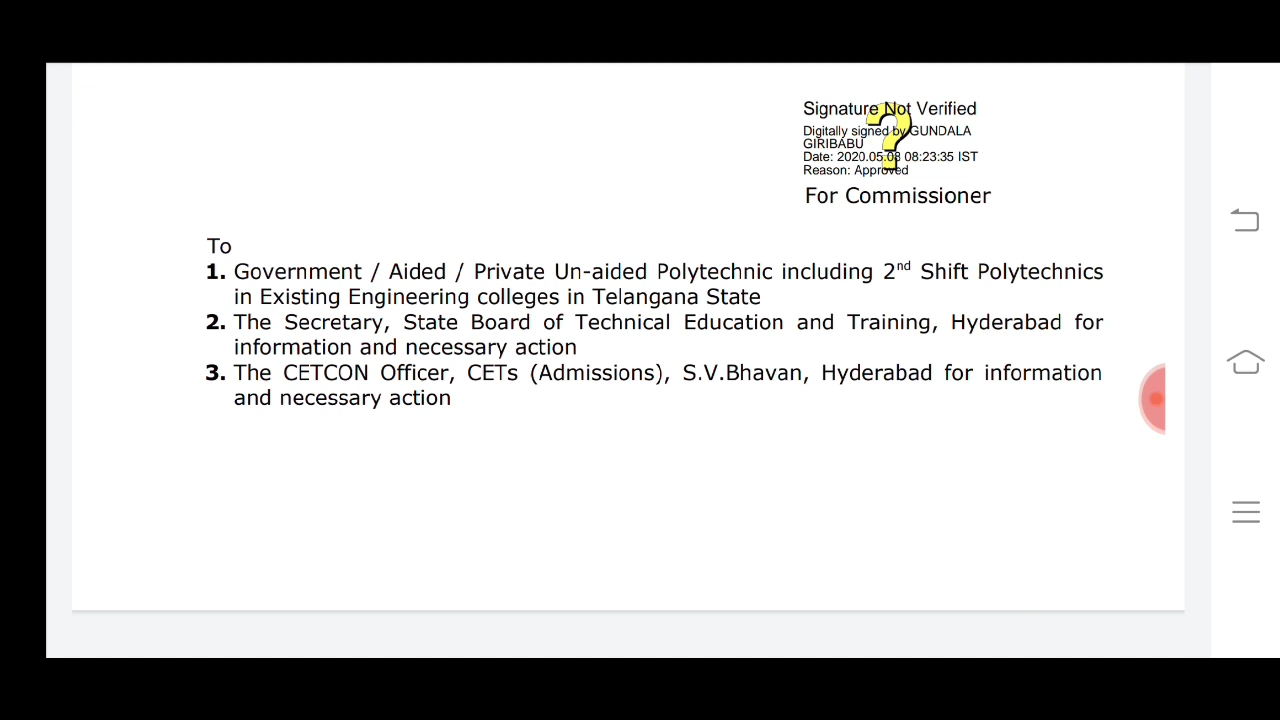 Signature Not Verified
Digitally signed by GUNDALA
GIRIBABU
Date: 2020.05.08 08:23:35 IST
Reason: Approved
For Commissioner
To
1. Government / Aided / Private Un-aided Polytechnic including 2nd Shift Polytechnics
in Existing Engineering colleges in Telangana State
2. The Secretary, State Board of Technical Education and Training, Hyderabad for
information and necessary action
3. The CETCON Officer, CETs (Admissions), S.V.Bhavan, Hyderabad for information
and necessary action